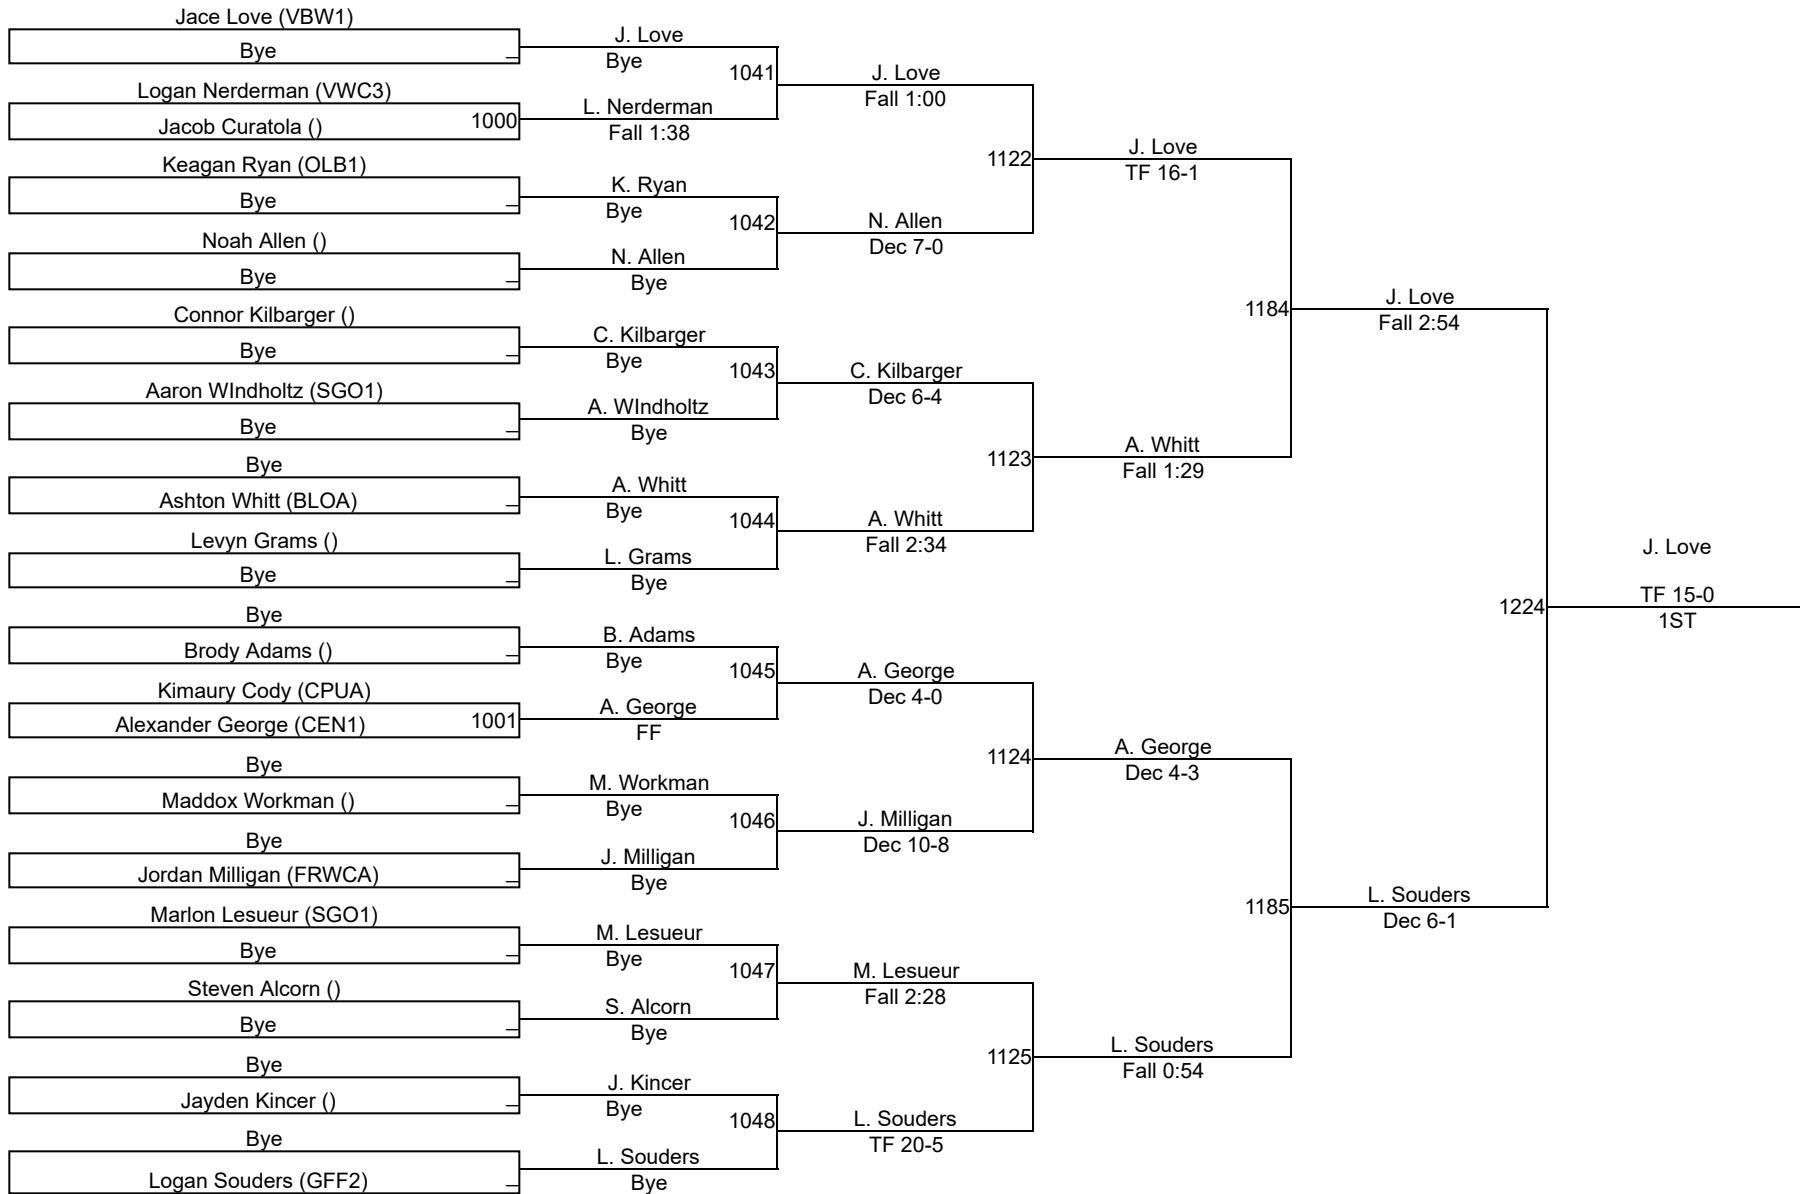 Jace Love (VBW1)
Bye
Logan Nerderman (VWC3)
Jacob Curatola ()
1000
Keagan Ryan (OLB1)
Bye
Noah Allen ()
Bye
Connor Kilbarger ()
Bye
Aaron WIndholtz (SGO1)
Bye
Bye
Ashton Whitt (BLOA)
Levyn Grams ()
Bye
Bye
Brody Adams ()
Kimaury Cody (CPUA)
Alexander George (CEN1)
1001
Bye
Maddox Workman ()
Bye
Jordan Milligan (FRWCA)
Marlon Lesueur (SGO1)
Bye
Steven Alcorn ()
Bye
Bye
Jayden Kincer ()
Bye
Logan Souders (GFF2)
J. Love
Bye
1041
L. Nerderman
Fall 1:38
K. Ryan
Bye
1042
N. Allen
Bye
C. Kilbarger
Bye
1043
A. WIndholtz
Bye
A. Whitt
Bye
1044
L. Grams
Bye
B. Adams
Bye
1045
A. George
FF
M. Workman
Bye
1046
J. Milligan
Bye
M. Lesueur
Bye
1047
S. Alcorn
Bye
J. Kincer
Bye
1048
L. Souders
Bye
J. Love
Fall 1:00
1122
N. Allen
Dec 7-0
C. Kilbarger
Dec 6-4
1123
A. Whitt
Fall 2:34
A. George
Dec 4-0
1124
J. Milligan
Dec 10-8
M. Lesueur
Fall 2:28
1125
L. Souders
TF 20-5
J. Love
TF 16-1
1184
A. Whitt
Fall 1:29
A. George
Dec 4-3
1185
L. Souders
Fall 0:54
J. Love
Fall 2:54
1224
L. Souders
Dec 6-1
J. Love
TF 15-0
1ST